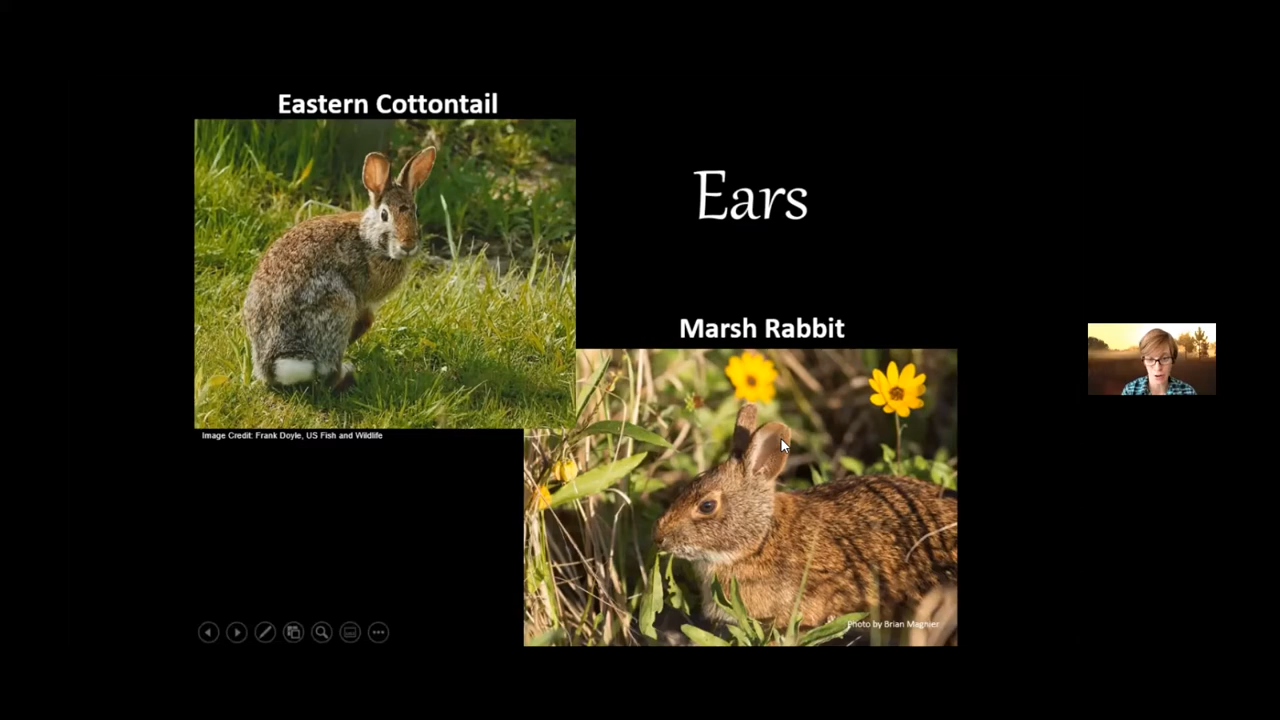 Eastern Cottontail
Ears
Image Credit: Frank Doyle, US Fish and Wildlife
Marsh Rabbit
Photo by Brian Magnier